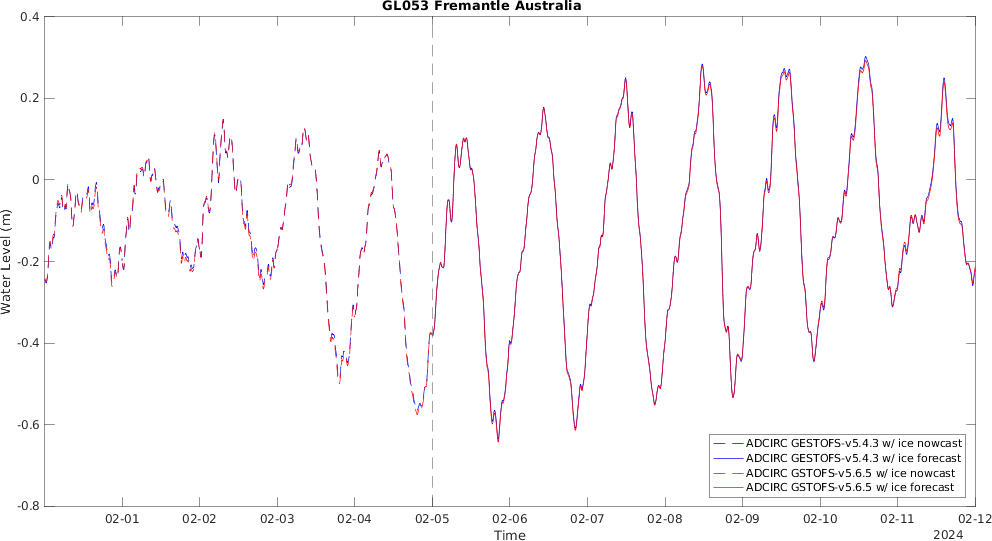 GL053 Fremantle Australia
0.4
0.2
0
-0.2
-0.4
-0.6
-0.8
Water Level (m)
ADCIRC GESTOFS-v5.4.3 w/ ice nowcast
ADCIRC GESTOFS-v5.4.3 w/ ice forecast
ADCIRC GSTOFS-v5.6.5 w/ ice nowcast
ADCIRC GSTOFS-v5.6.5 w/ ice forecast
02-01 02-02 02-03 02-04 02-05 02-06 02-07 02-08 02-09 02-10 02-11 02-12
Time
2024